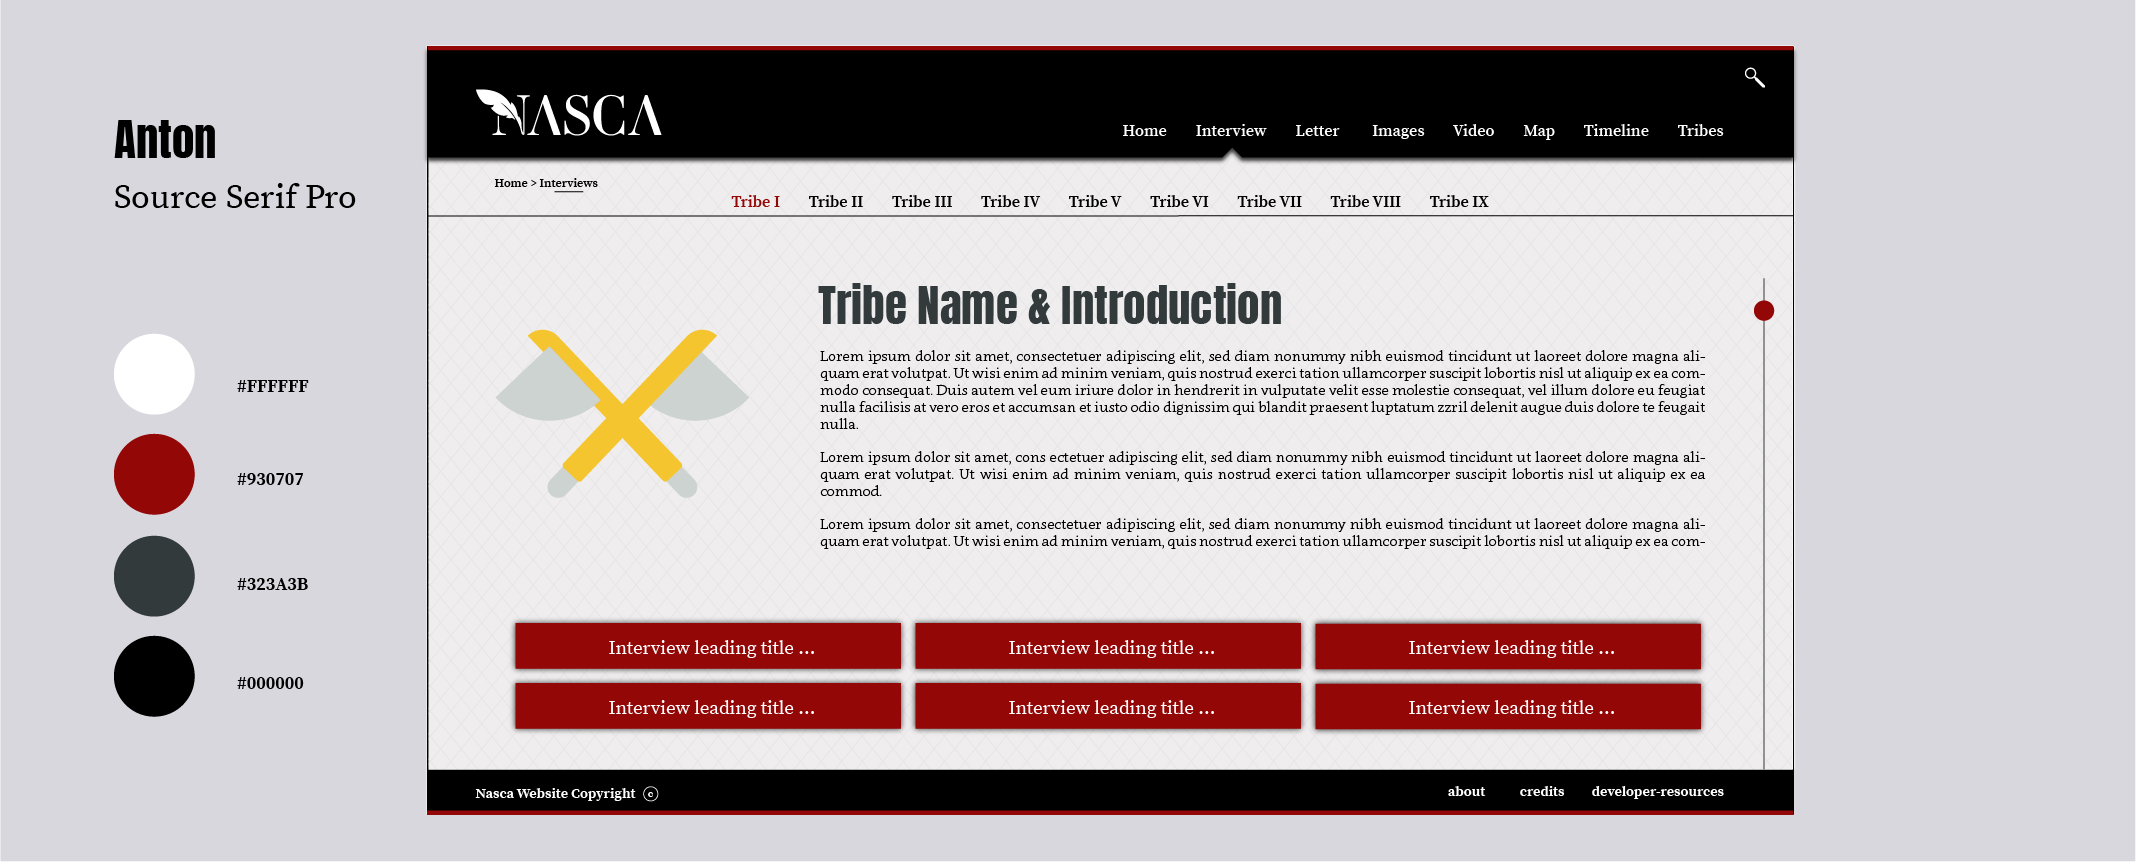 Anton
Source Serif Pro
#FFFFFF
#930707
#323A3B
#000000
NASCA
Home Interview Letter Images Video Map Timeline Tribes
Home > Interviews
Tribe I Tribe II Tribe III Tribe IV Tribe V Tribe VI Tribe VII Tribe VIII Tribe IX
Tribe Name & Introduction
Lorem ipsum dolor sit amet, consectetuer adipiscing elit, sed diam nonummy nibh euismod tincidunt ut laoreet dolore magna ali-
quam erat volutpat. Ut wisi enim ad minim veniam, quis nostrud exerci tation ullamcorper suscipit lobortis nisl ut aliquip ex ea com-
modo consequat. Duis autem vel eum iriure dolor in hendrerit in vulputate velit esse molestie consequat, vel illum dolore eu feugiat
nulla facilisis at vero eros et accumsan et iusto odio dignissim qui blandit praesent luptatum zzril delenit augue duis dolore te feugait
nulla.
Lorem ipsum dolor sit amet, cons ectetuer adipiscing elit, sed diam nonummy nibh euismod tincidunt ut laoreet dolore magna ali-
quam erat volutpat. Ut wisi enim ad minim veniam, quis nostrud exerci tation ullamcorper suscipit lobortis nisl ut aliquip ex ea
commod.
Lorem ipsum dolor sit amet, consectetuer adipiscing elit, sed diam nonummy nibh euismod tincidunt ut laoreet dolore magna ali-
quam erat volutpat. Ut wisi enim ad minim veniam, quis nostrud exerci tation ullamcorper suscipit lobortis nisl ut aliquip ex ea com-
Interview leading title ... Interview leading title ... Interview leading title ...
Interview leading title ... Interview leading title ... Interview leading title ...
Nasca Website Copyright ©
about credits developer-resources